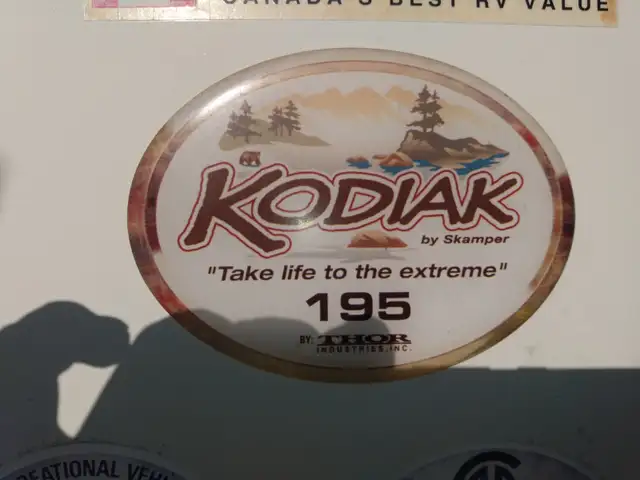 CANADA'S BEST RV VALUE
KODIAK
by Skamper
"Take life to the extreme"
195
BY: THOR
INDUSTRIES, INC.